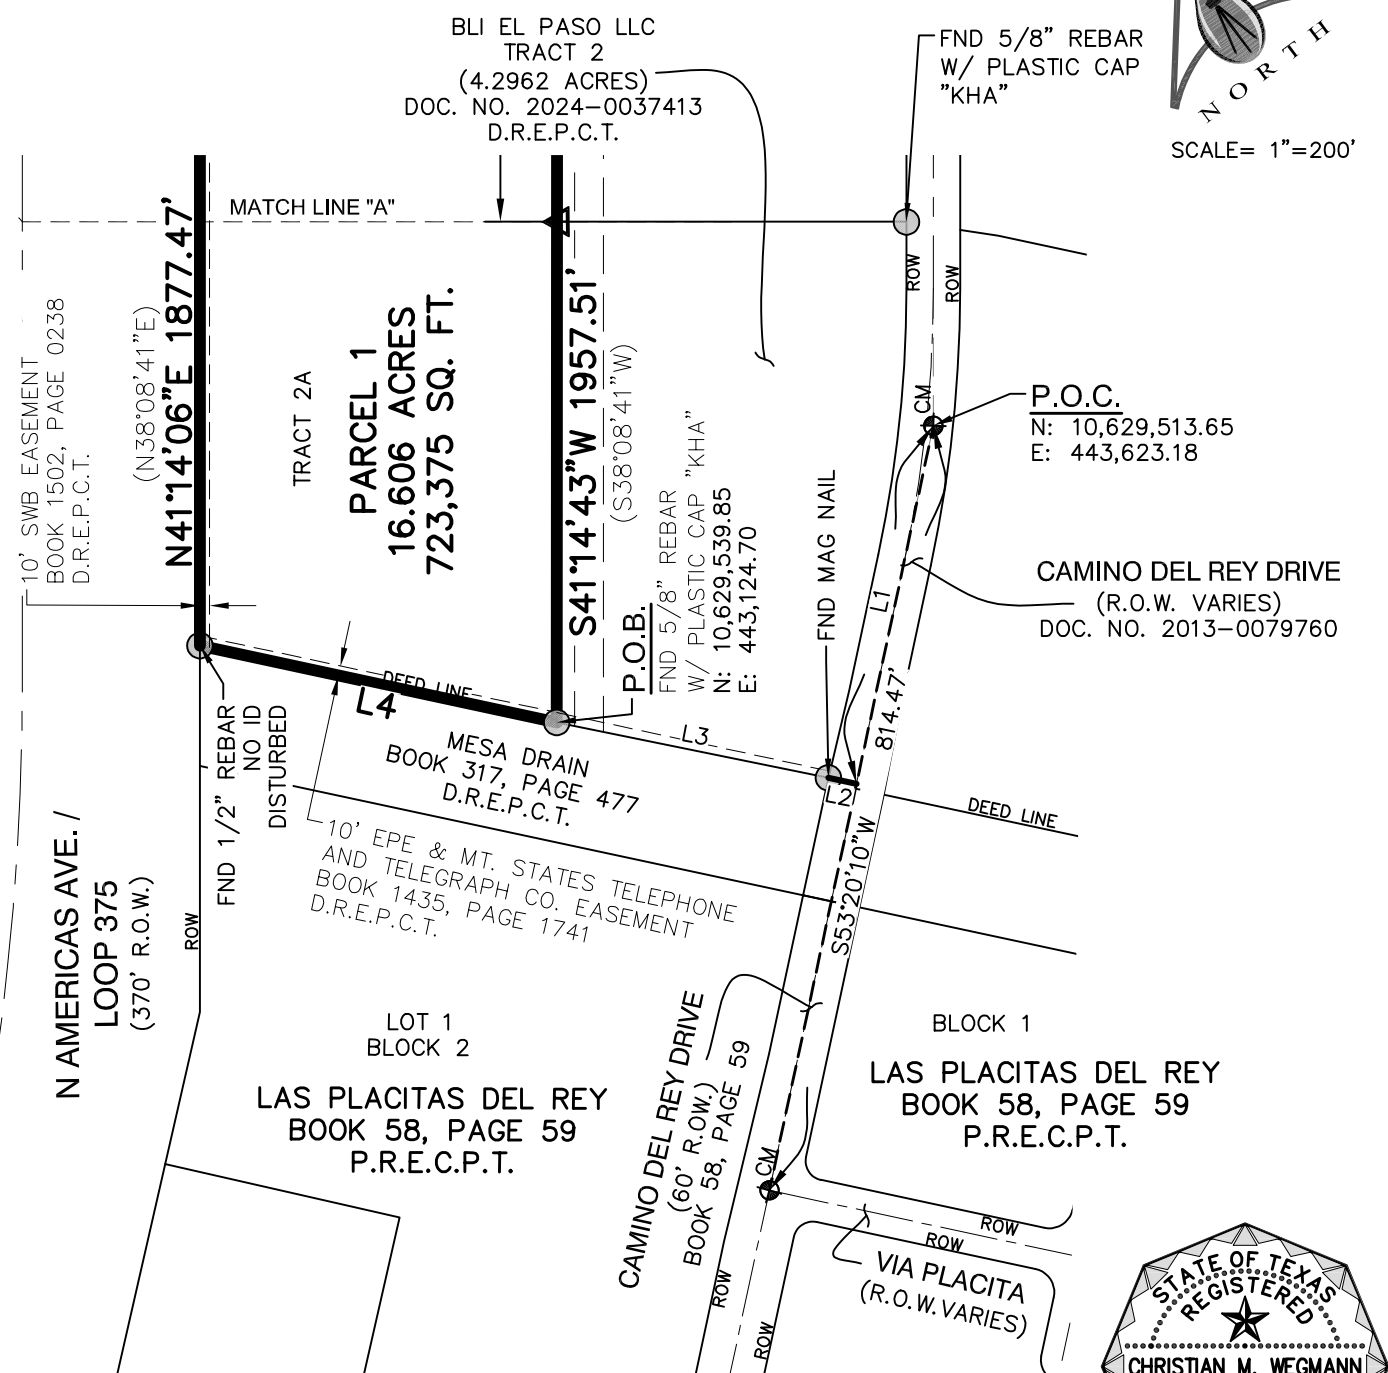 BLI EL PASO LLC
TRACT 2
(4.2962 ACRES)
DOC. NO. 2024-0037413
D.R.E.P.C.T.
FND 5/8" REBAR
W/ PLASTIC CAP
"KHA"
NORTH
SCALE= 1"=200'
MATCH LINE "A"
10' SWB EASEMENT
BOOK 1502, PAGE 0238
D.R.E.P.C.T.
(N38°08'41"E)
N41°14'06"E 1877.47'
TRACT 2A
PARCEL 1
16.606 ACRES
723,375 SQ. FT.
S41°14'43"W 1957.51'
(S38°08'41"W)
ROW
ROW
CM
P.O.C.
N: 10,629,513.65
E: 443,623.18
P.O.B.
FND 5/8" REBAR
W/ PLASTIC CAP "KHA"
N: 10,629,539.85
E: 443,124.70
FND MAG NAIL
L1
814.47'
S53°20'10"W
CAMINO DEL REY DRIVE
(R.O.W. VARIES)
DOC. NO. 2013-0079760
DEED LINE
L4
L3
L2
DEED LINE
FND 1/2" REBAR
NO ID
DISTURBED
MESA DRAIN
BOOK 317, PAGE 477
D.R.E.P.C.T.
10' EPE & MT. STATES TELEPHONE
AND TELEGRAPH CO. EASEMENT
BOOK 1435, PAGE 1741
D.R.E.P.C.T.
N AMERICAS AVE. /
LOOP 375
(370' R.O.W.)
ROW
LOT 1
BLOCK 2
LAS PLACITAS DEL REY
BOOK 58, PAGE 59
P.R.E.C.P.T.
CAMINO DEL REY DRIVE
(60' R.OW.)
BOOK 58, PAGE 59
BLOCK 1
LAS PLACITAS DEL REY
BOOK 58, PAGE 59
P.R.E.C.P.T.
CM
ROW
ROW
VIA PLACITA
(R.O.W.VARIES)
ROW
ROW
STATE OF TEXAS
REGISTERED
CHRISTIAN M. WEGMANN